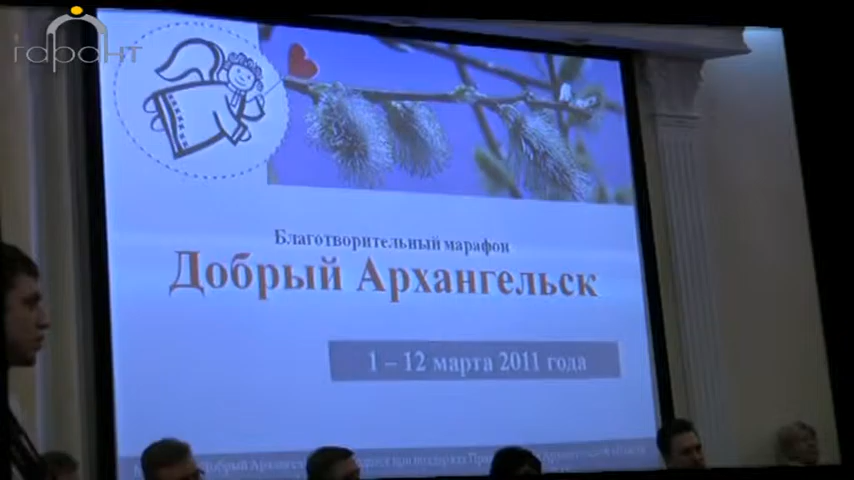 гарант
Благотворительный марафон
Добрый Архангельск
1 – 12 марта 2011 года